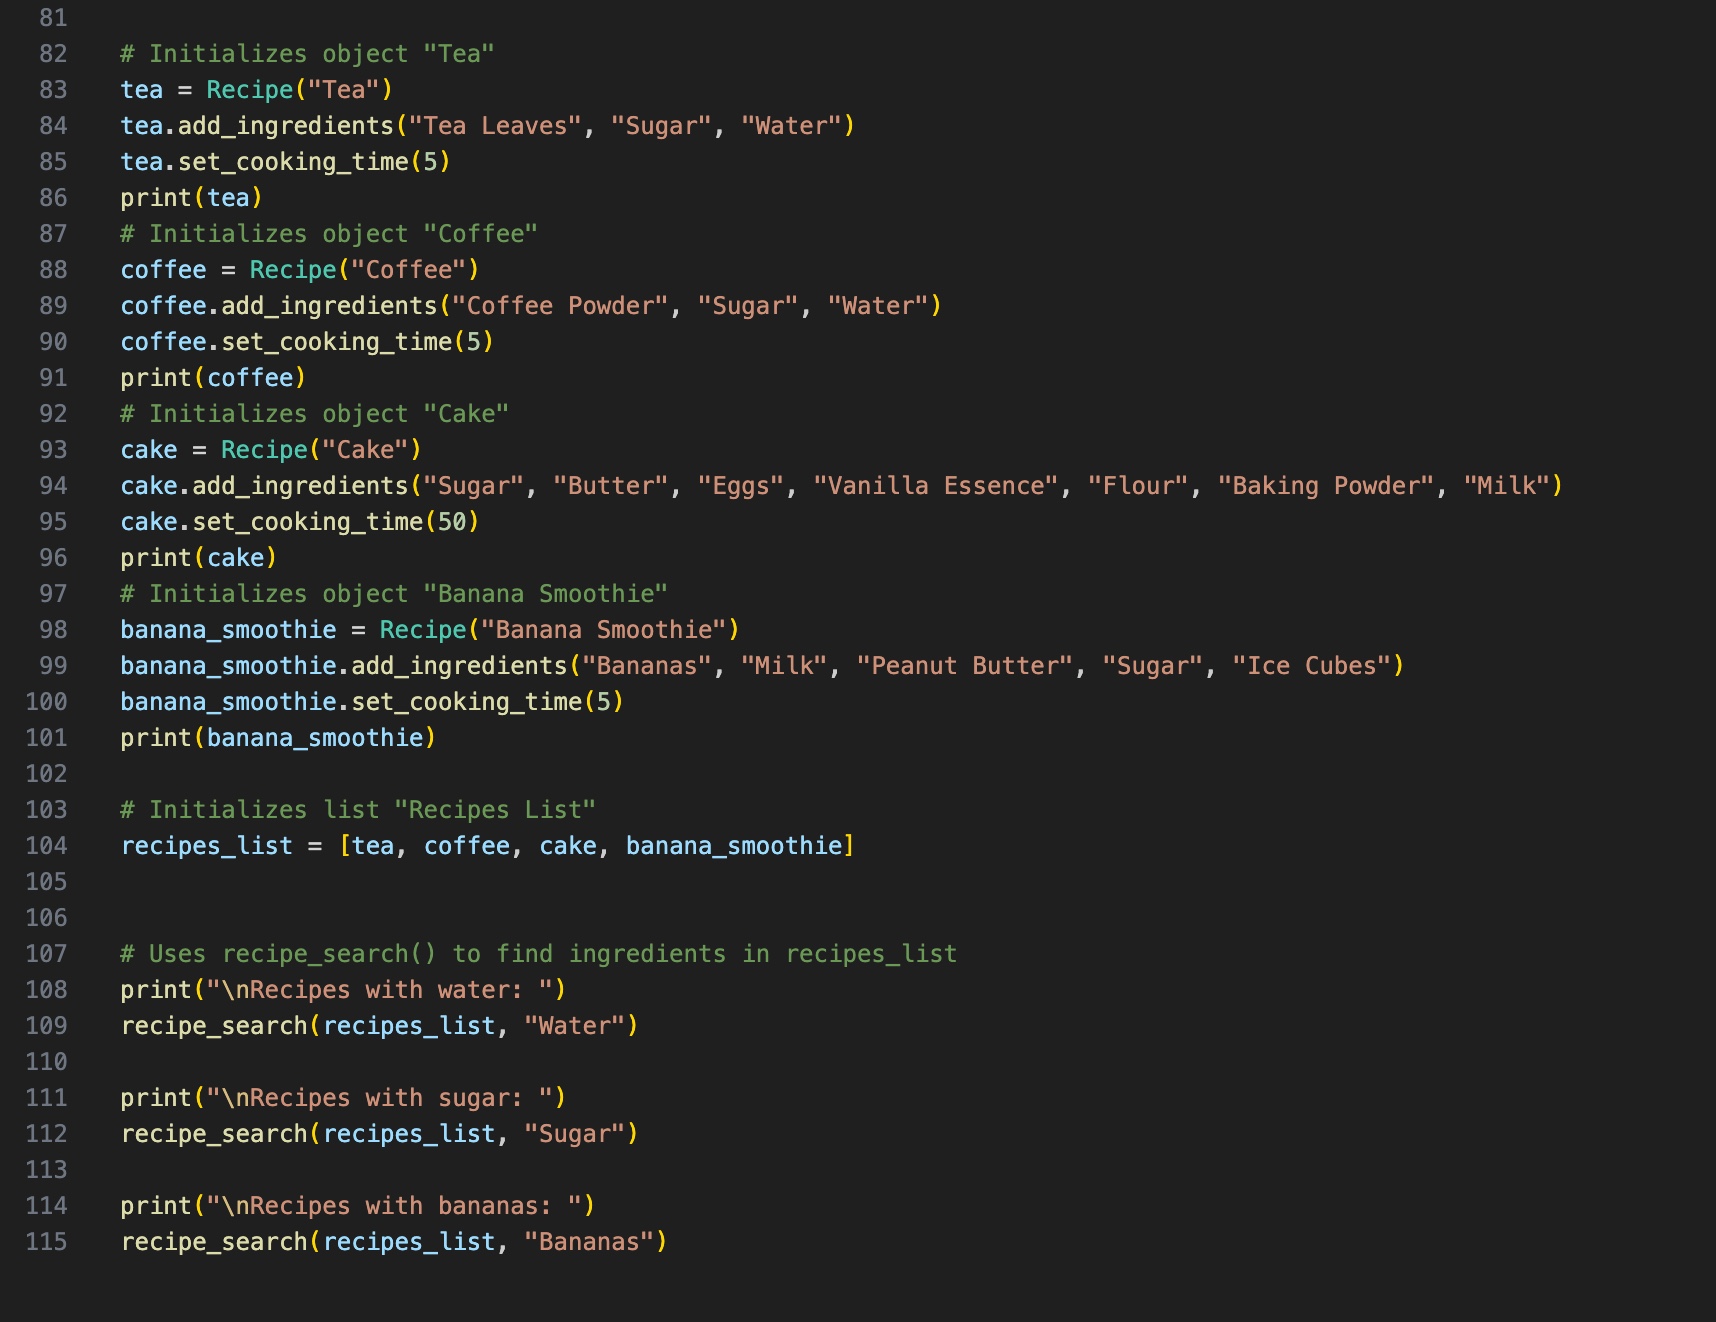 81
82 # Initializes object "Tea"
83 tea = Recipe("Tea")
84 tea.add_ingredients("Tea Leaves", "Sugar", "Water")
85 tea.set_cooking_time(5)
86 print(tea)
87 # Initializes object "Coffee"
88 coffee = Recipe("Coffee")
89 coffee.add_ingredients("Coffee Powder", "Sugar", "Water")
90 coffee.set_cooking_time(5)
91 print(coffee)
92 # Initializes object "Cake"
93 cake = Recipe("Cake")
94 cake.add_ingredients("Sugar", "Butter", "Eggs", "Vanilla Essence", "Flour", "Baking Powder", "Milk")
95 cake.set_cooking_time(50)
96 print(cake)
97 # Initializes object "Banana Smoothie"
98 banana_smoothie = Recipe("Banana Smoothie")
99 banana_smoothie.add_ingredients("Bananas", "Milk", "Peanut Butter", "Sugar", "Ice Cubes")
100 banana_smoothie.set_cooking_time(5)
101 print(banana_smoothie)
102
103 # Initializes list "Recipes List"
104 recipes_list = [tea, coffee, cake, banana_smoothie]
105
106
107 # Uses recipe_search() to find ingredients in recipes_list
108 print("\nRecipes with water: ")
109 recipe_search(recipes_list, "Water")
110
111 print("\nRecipes with sugar: ")
112 recipe_search(recipes_list, "Sugar")
113
114 print("\nRecipes with bananas: ")
115 recipe_search(recipes_list, "Bananas")